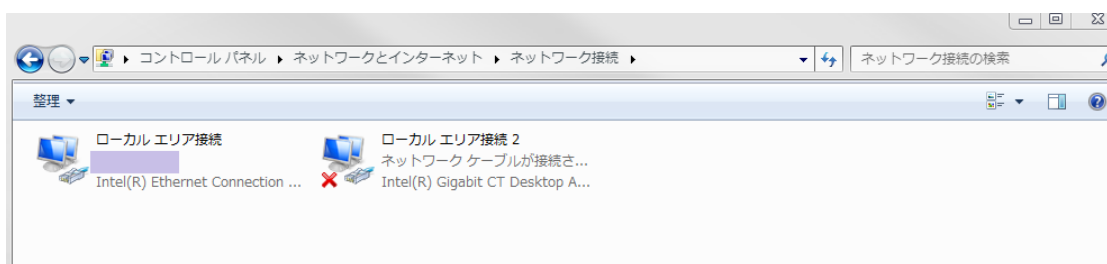 コントロール パネル ▸ ネットワークとインターネット ▸ ネットワーク接続 ▸
ネットワーク接続の検索
整理
ローカル エリア接続
Intel(R) Ethernet Connection ...
ローカル エリア接続 2
ネットワーク ケーブルが接続さ...
Intel(R) Gigabit CT Desktop A...